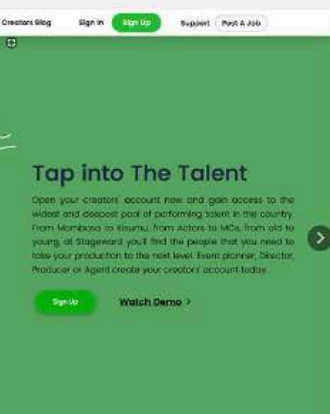 Creators Blog Sign In Sign Up Support Post A Job
Tap into The Talent
Open your creators' account now and gain access to the
widest and deepest pool of performing talent in the country.
From Mombasa to Kisumu, from Actors to MCs, from old to
young, at Stageward you'll find the people that you need to
take your production to the next level. Event planner, Director,
Producer or Agent create your creators' account today.
Sign Up Watch Demo >